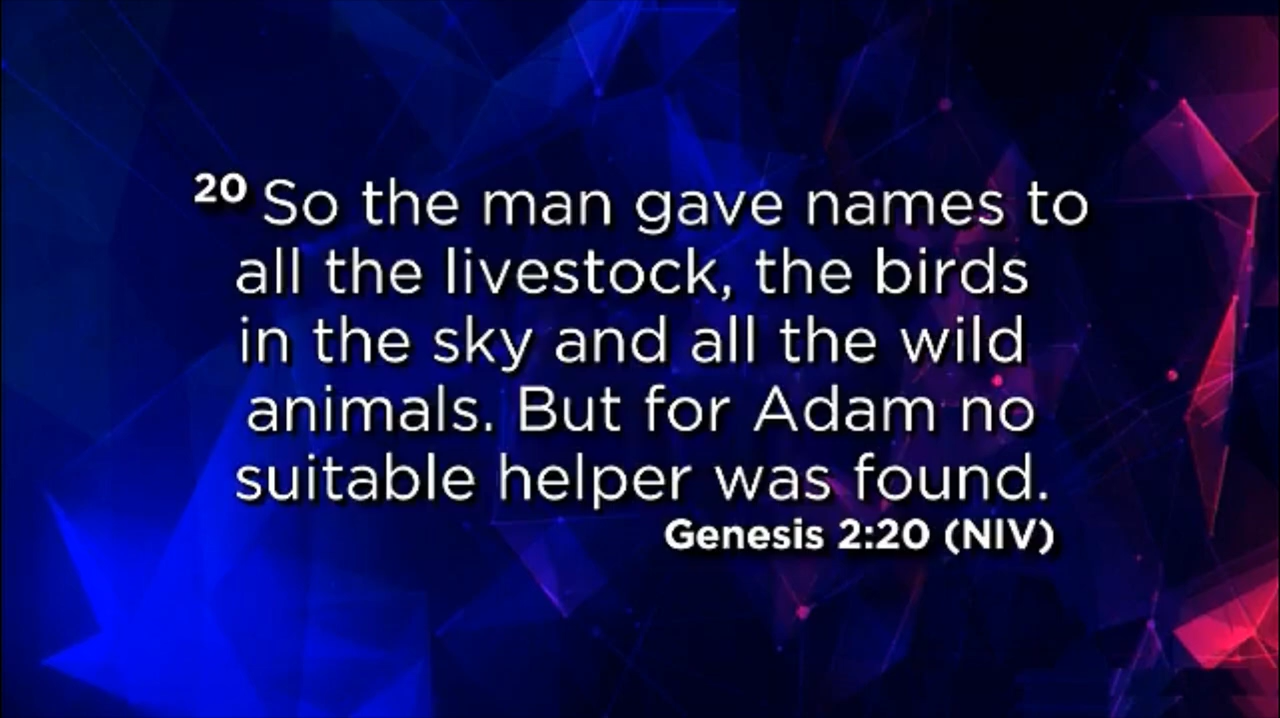 20 So the man gave names to
all the livestock, the birds
in the sky and all the wild
animals. But for Adam no
suitable helper was found.
Genesis 2:20 (NIV)